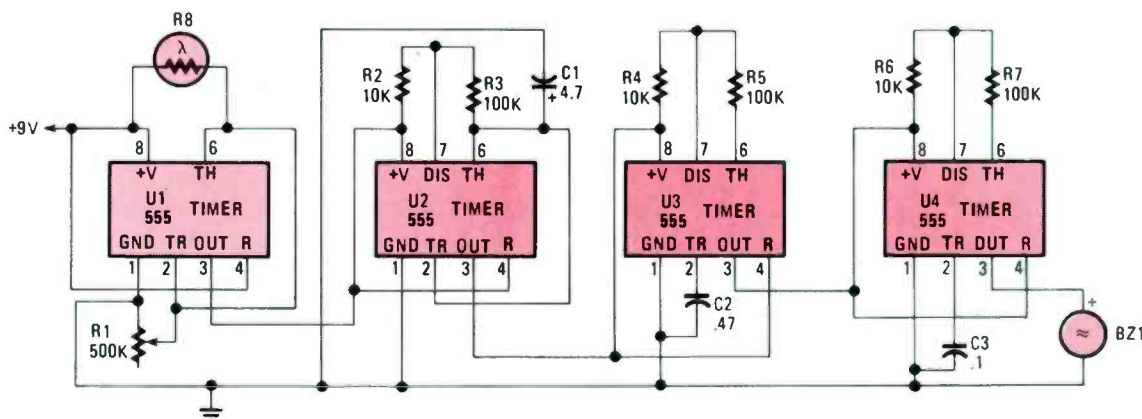 R8
λ
+9V
8
6
+V
TH
U1
555
TIMER
GND TR OUT R
1
2
3
4
R1
500K
R2
10K
R3
100K
C1
4.7
+
8
7
6
+V
DIS
TH
U2
555
TIMER
GND TR OUT R
1
2
3
4
R4
10K
R5
100K
8
7
6
+V
DIS
TH
U3
555
TIMER
GND TR OUT R
1
2
3
4
C2
.47
R6
10K
R7
100K
8
7
6
+V
DIS
TH
U4
555
TIMER
GND TR DUT R
1
2
3
4
C3
.1
+
≈
BZ1